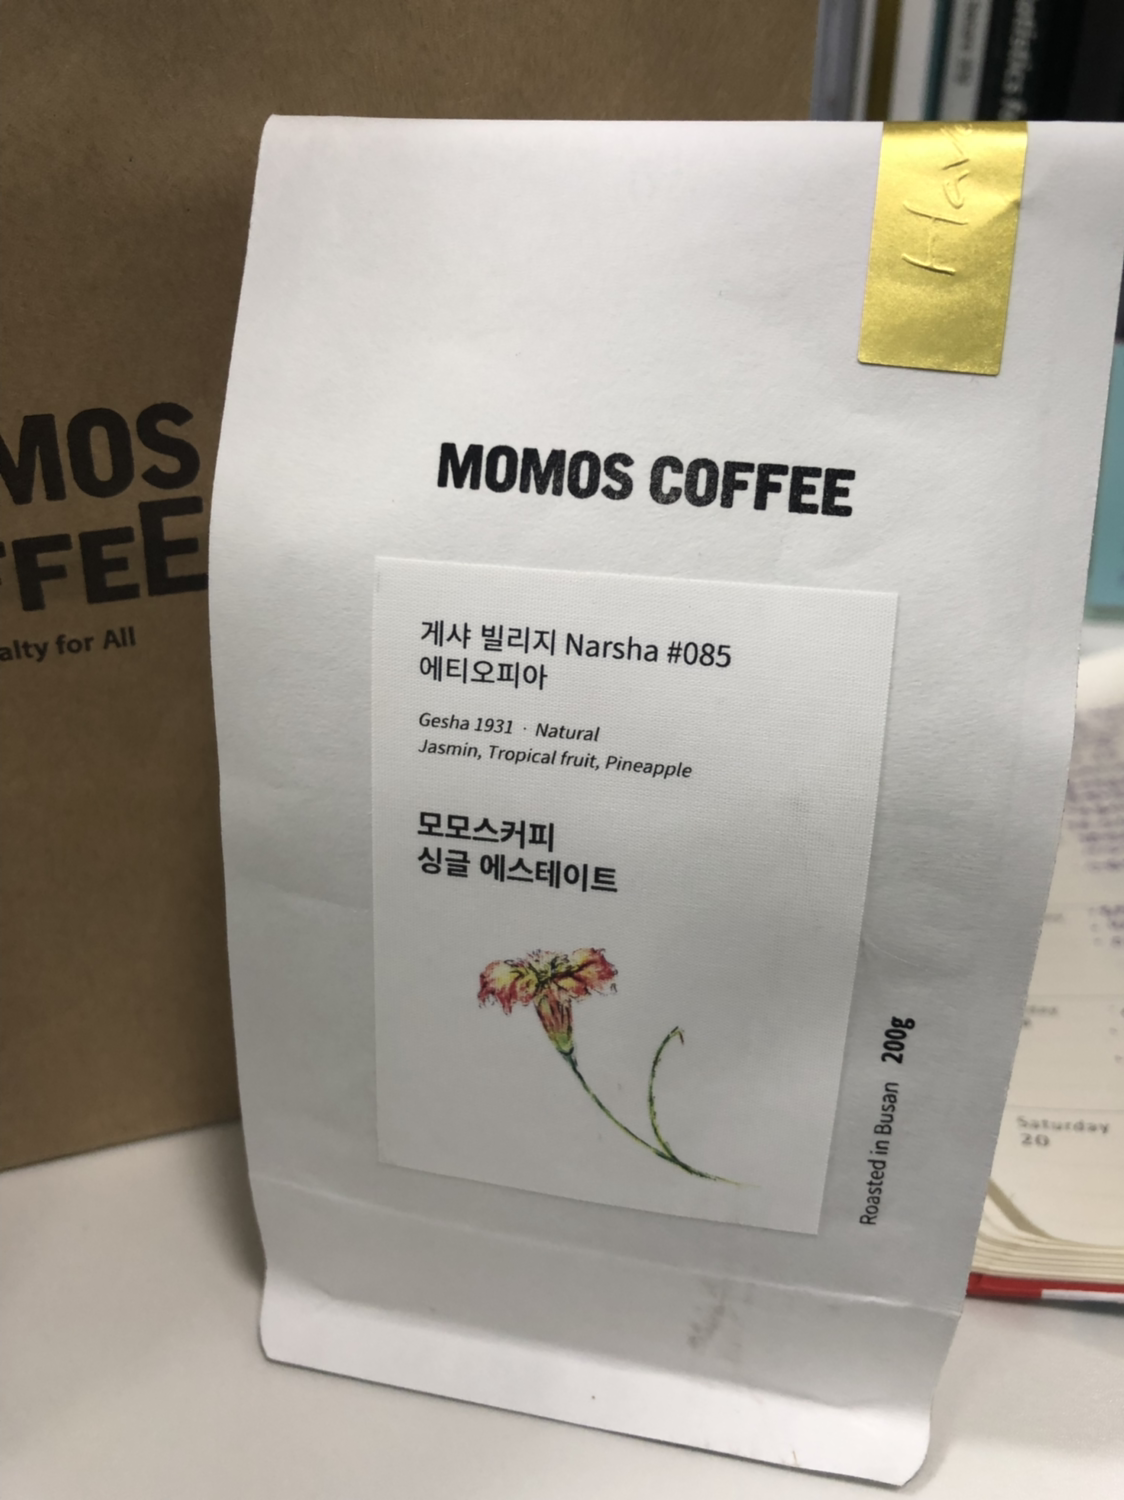 MOS
FFEE
alty for All
Hav
MOMOS COFFEE
게샤 빌리지 Narsha #085
에티오피아
Gesha 1931 · Natural
Jasmin, Tropical fruit, Pineapple
모모스커피
싱글 에스테이트
Roasted in Busan 200g
Saturday
20